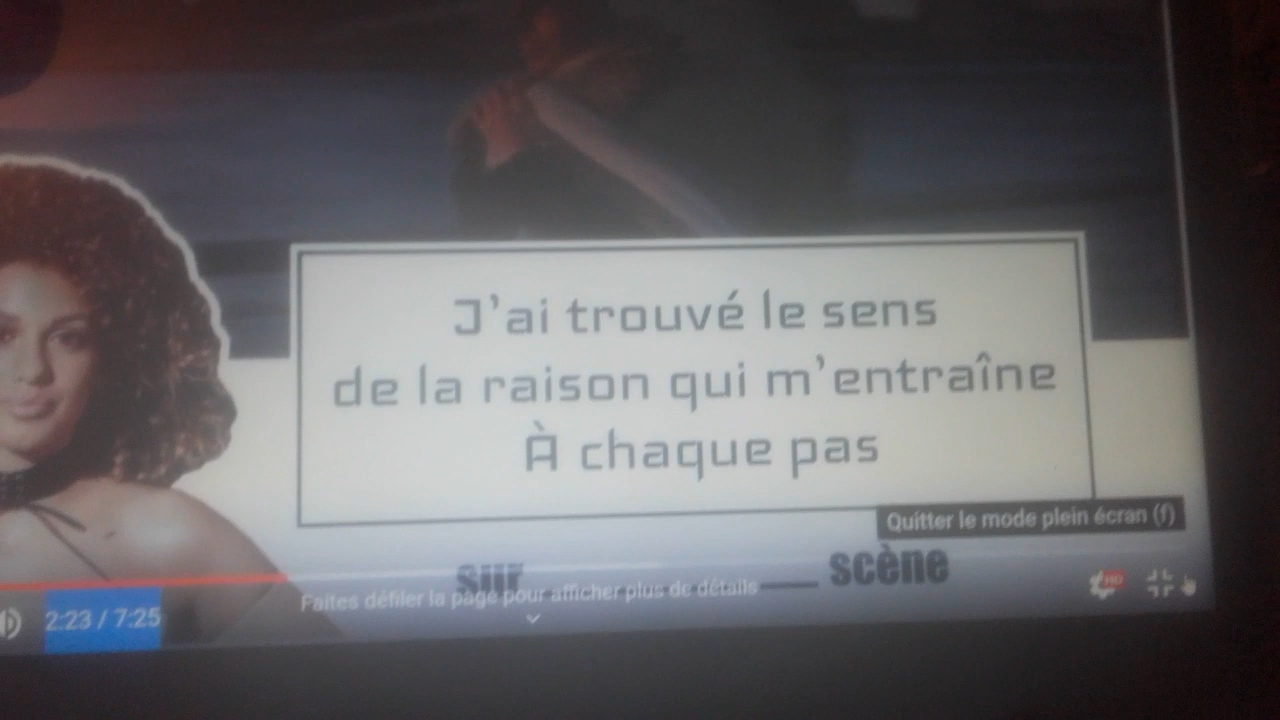 J'ai trouvé le sens
de la raison qui m'entraîne
À chaque pas
Quitter le mode plein écran (f)
sur scène
Faites défiler la page pour afficher plus de détails
HD
2:23 / 7:25